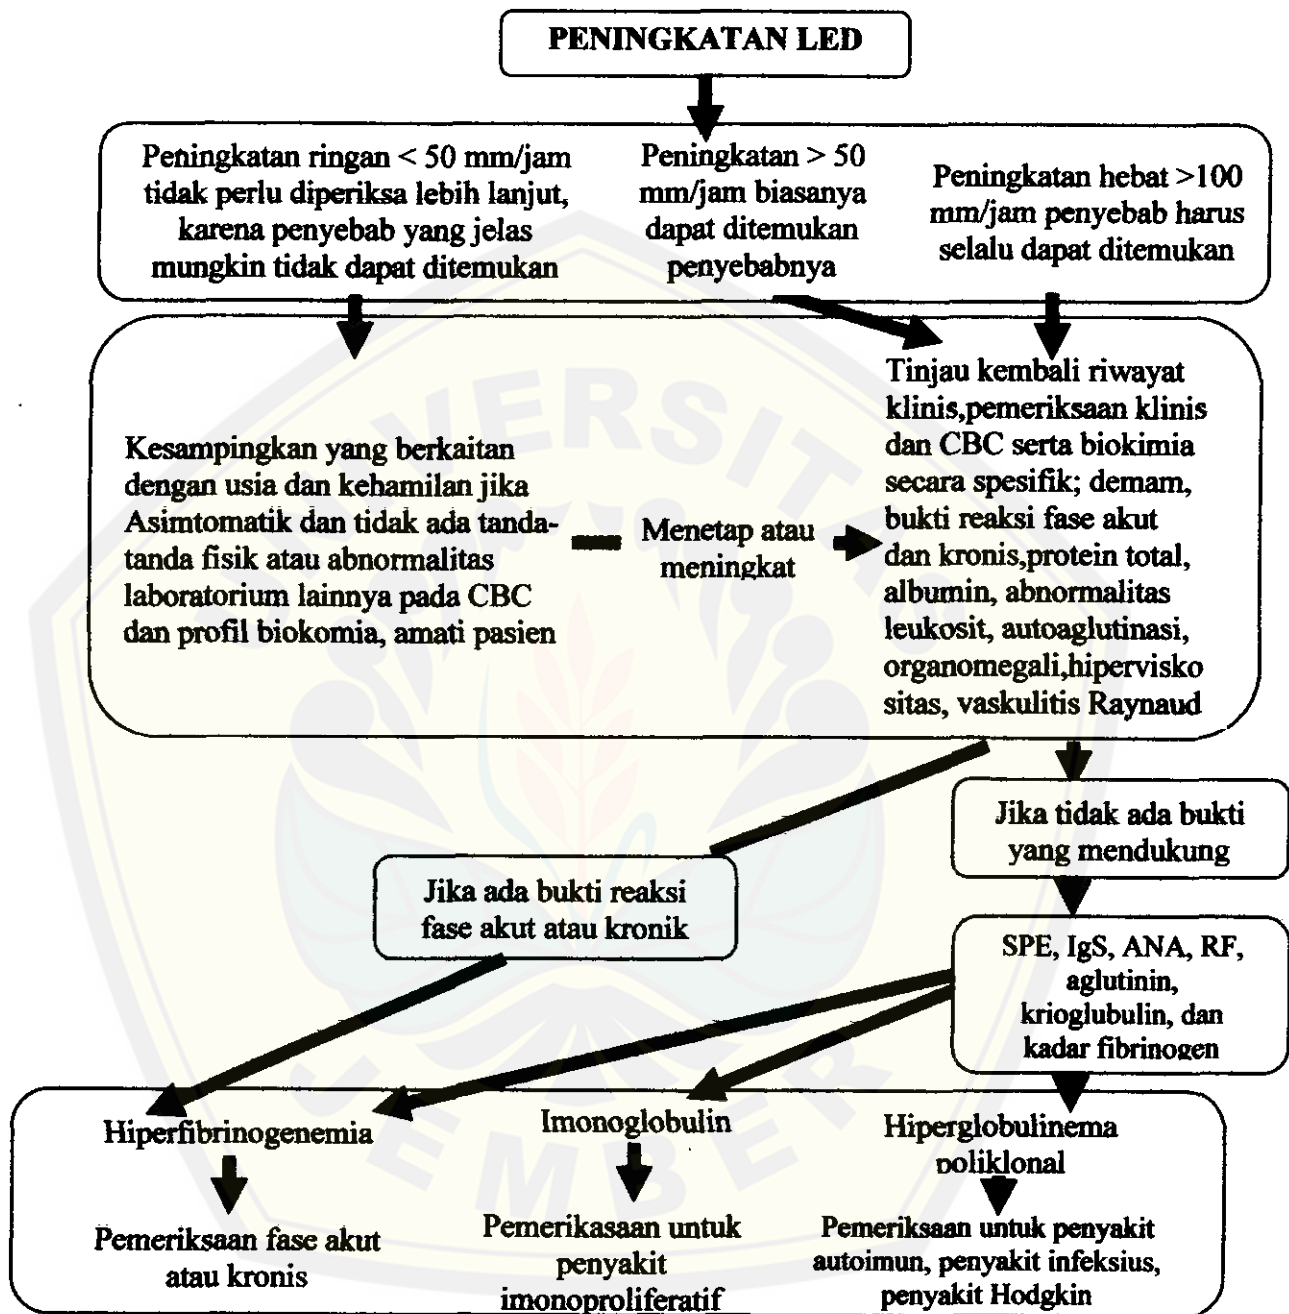 PENINGKATAN LED
Peningkatan ringan < 50 mm/jam
tidak perlu diperiksa lebih lanjut,
karena penyebab yang jelas
mungkin tidak dapat ditemukan
Peningkatan > 50
mm/jam biasanya
dapat ditemukan
penyebabnya
Peningkatan hebat >100
mm/jam penyebab harus
selalu dapat ditemukan
Kesampingkan yang berkaitan
dengan usia dan kehamilan jika
Asimtomatik dan tidak ada tanda-
tanda fisik atau abnormalitas
laboratorium lainnya pada CBC
dan profil biokomia, amati pasien
Menetap atau
meningkat
Tinjau kembali riwayat
klinis,pemeriksaan klinis
dan CBC serta biokimia
secara spesifik; demam,
bukti reaksi fase akut
dan kronis,protein total,
albumin, abnormalitas
leukosit, autoaglutinasi,
organomegali,hipervisko
sitas, vaskulitis Raynaud
Jika tidak ada bukti
yang mendukung
Jika ada bukti reaksi
fase akut atau kronik
SPE, IgS, ANA, RF,
aglutinin,
krioglubulin, dan
kadar fibrinogen
Hiperfibrinogenemia
Imonoglobulin
Hiperglobulinema
poliklonal
Pemeriksaan fase akut
atau kronis
Pemerikasaan untuk
penyakit
imonoproliferatif
Pemeriksaan untuk penyakit
autoimun, penyakit infeksius,
penyakit Hodgkin
UNIVERSITAS
JEMBER